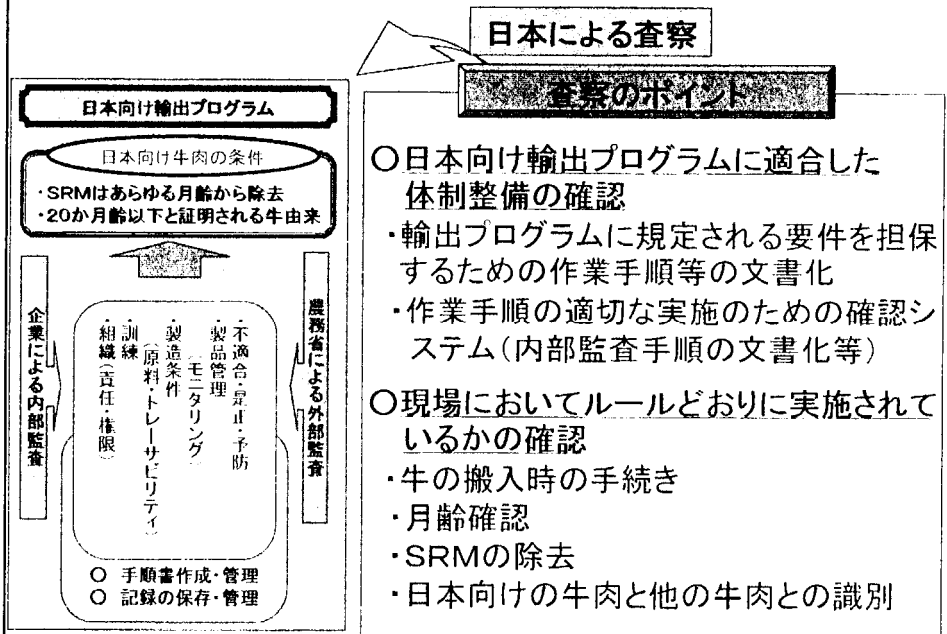 日本による査察
査察のポイント
日本向け輸出プログラム
日本向け牛肉の条件
・SRMはあらゆる月齢から除去
・20か月齢以下と証明される牛由来
企業による内部監査
農務省による外部監査
・不適合・是正・予防
・製品管理
(モニタリング)
・製造条件
(原料・トレーサビリティ)
・訓練
・組織(責任・権限)
〇 手順書作成・管理
〇 記録の保存・管理
〇日本向け輸出プログラムに適合した
体制整備の確認
・輸出プログラムに規定される要件を担保
するための作業手順等の文書化
・作業手順の適切な実施のための確認シ
ステム(内部監査手順の文書化等)
〇現場においてルールどおりに実施されて
いるかの確認
・牛の搬入時の手続き
・月齢確認
・SRMの除去
・日本向けの牛肉と他の牛肉との識別